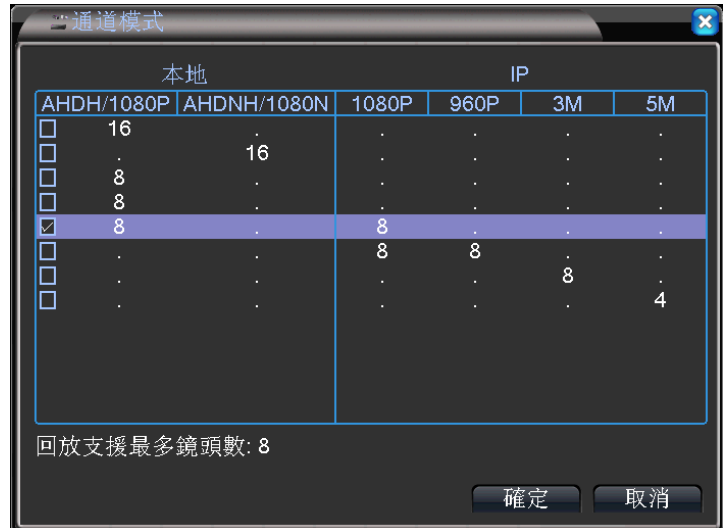 通道模式
本地 IP
AHDH/1080P AHDNH/1080N 1080P 960P 3M 5M
16 . . . . .
. 16 . . . .
8 . . . . .
8 . . . . .
8 . 8 . . .
. . 8 8 . .
. . . . 8 .
. . . . . 4
回放支援最多鏡頭數: 8
確定 取消